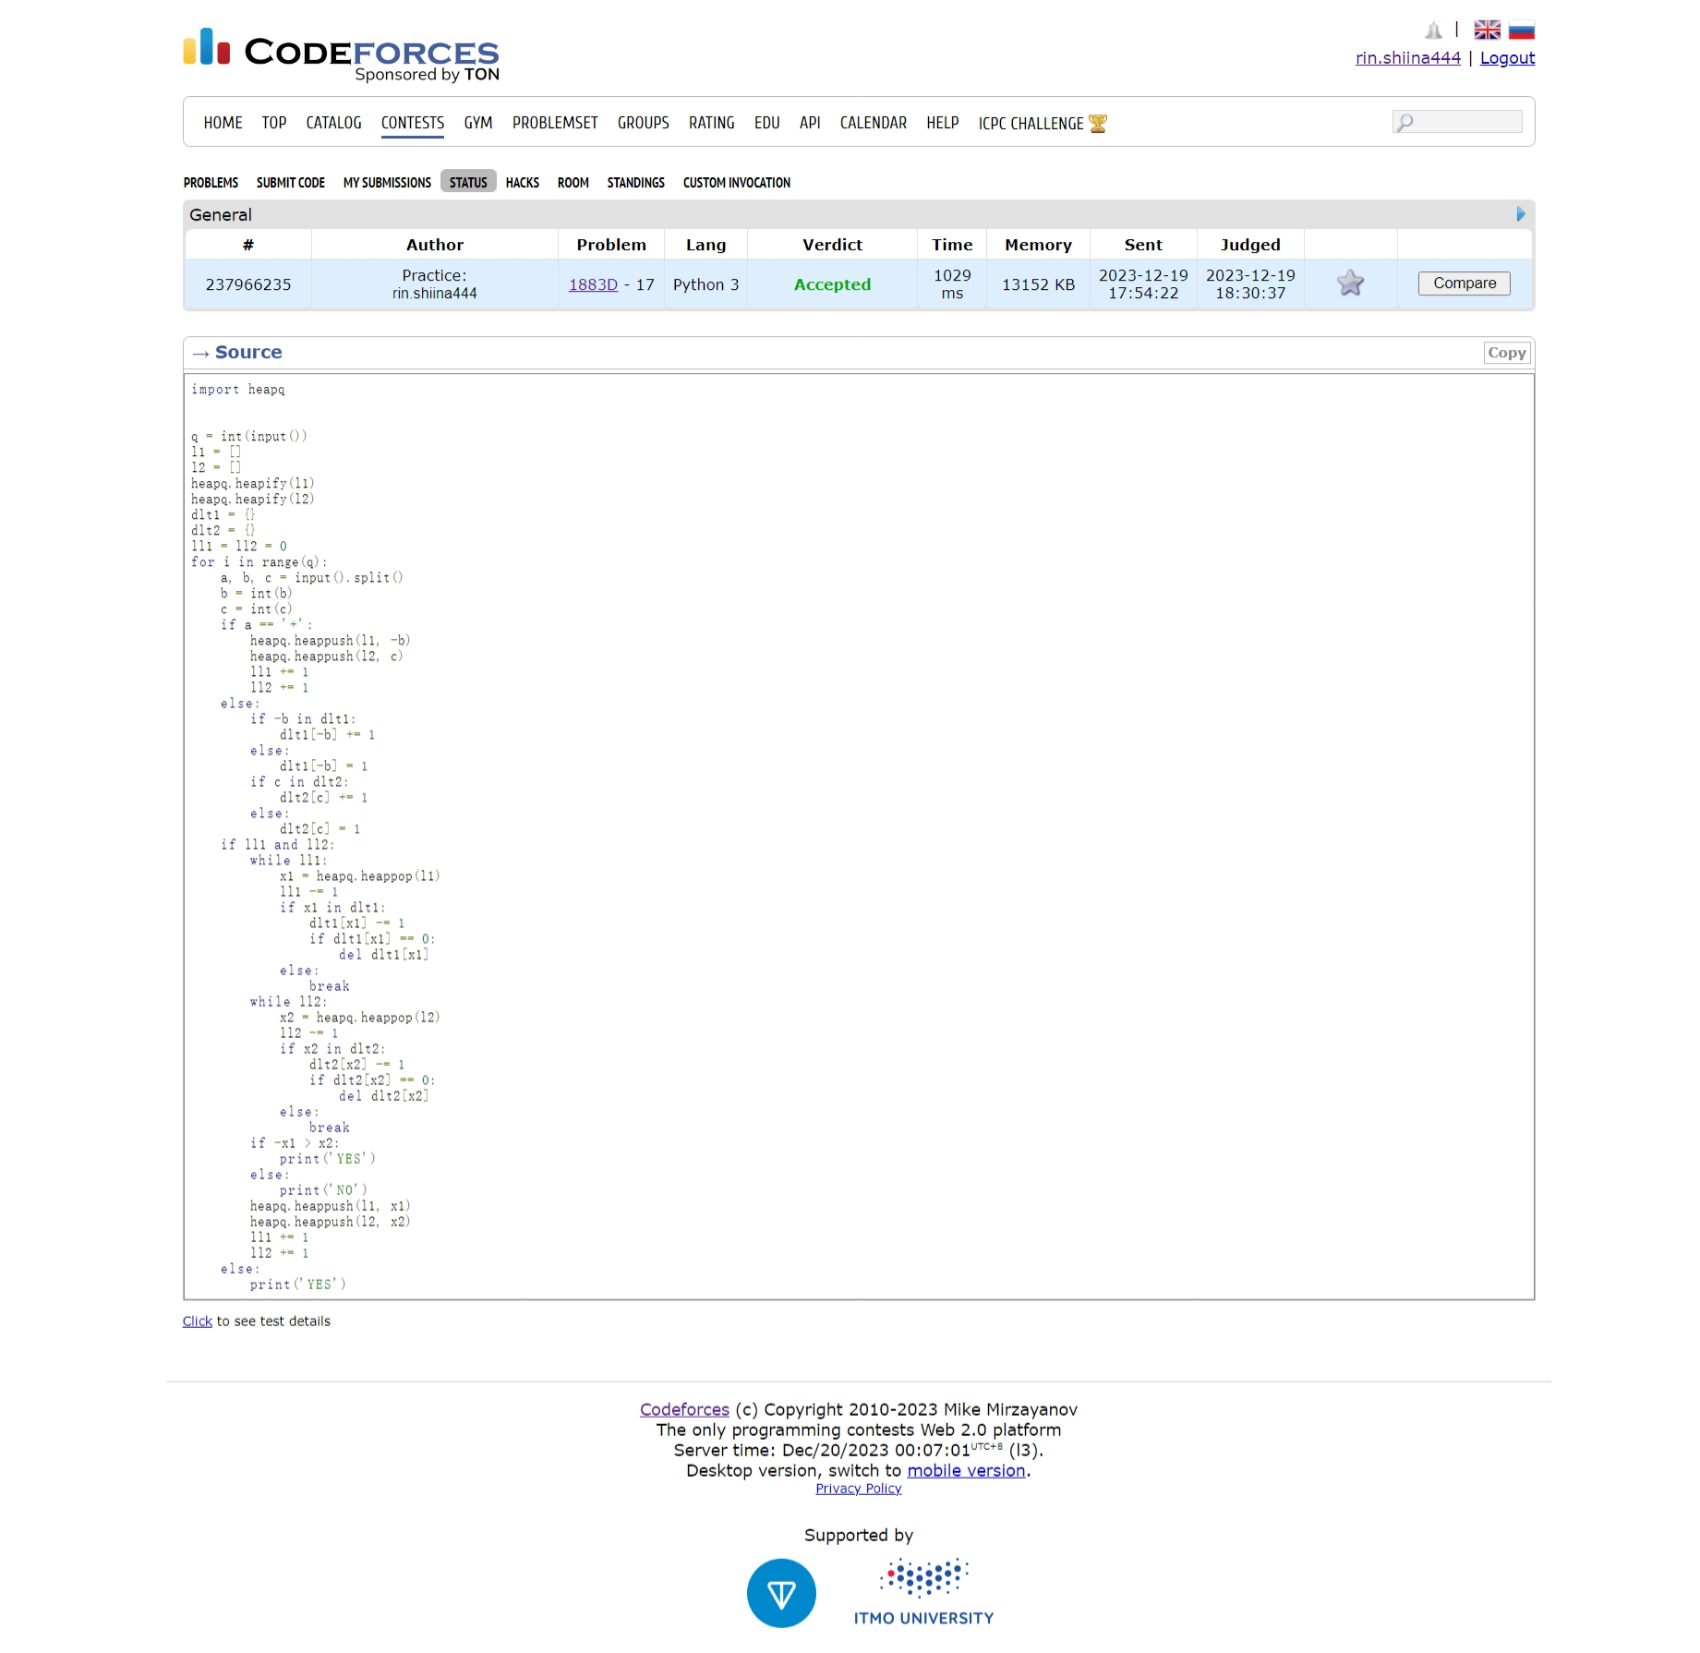 CODEFORCES
Sponsored by TON
|
rin.shiina444 | Logout
HOME TOP CATALOG CONTESTS GYM PROBLEMSET GROUPS RATING EDU API CALENDAR HELP ICPC CHALLENGE
PROBLEMS SUBMIT CODE MY SUBMISSIONS STATUS HACKS ROOM STANDINGS CUSTOM INVOCATION
General
# Author Problem Lang Verdict Time Memory Sent Judged
237966235 Practice: rin.shiina444 1883D - 17 Python 3 Accepted 1029 ms 13152 KB 2023-12-19 17:54:22 2023-12-19 18:30:37 Compare
→ Source Copy
import heapq
q = int(input())
l1 = []
l2 = []
heapq.heapify(l1)
heapq.heapify(l2)
dlt1 = {}
dlt2 = {}
ll1 = ll2 = 0
for i in range(q):
    a, b, c = input().split()
    b = int(b)
    c = int(c)
    if a == '+':
        heapq.heappush(l1, -b)
        heapq.heappush(l2, c)
        ll1 += 1
        ll2 += 1
    else:
        if -b in dlt1:
            dlt1[-b] += 1
        else:
            dlt1[-b] = 1
        if c in dlt2:
            dlt2[c] += 1
        else:
            dlt2[c] = 1
    if ll1 and ll2:
        while ll1:
            x1 = heapq.heappop(l1)
            ll1 -= 1
            if x1 in dlt1:
                dlt1[x1] -= 1
                if dlt1[x1] == 0:
                    del dlt1[x1]
            else:
                break
        while ll2:
            x2 = heapq.heappop(l2)
            ll2 -= 1
            if x2 in dlt2:
                dlt2[x2] -= 1
                if dlt2[x2] == 0:
                    del dlt2[x2]
            else:
                break
        if -x1 > x2:
            print('YES')
        else:
            print('NO')
        heapq.heappush(l1, x1)
        heapq.heappush(l2, x2)
        ll1 += 1
        ll2 += 1
    else:
        print('YES')
Click to see test details
Codeforces (c) Copyright 2010-2023 Mike Mirzayanov
The only programming contests Web 2.0 platform
Server time: Dec/20/2023 00:07:01UTC+8 (l3).
Desktop version, switch to mobile version.
Privacy Policy
Supported by
ITMO UNIVERSITY